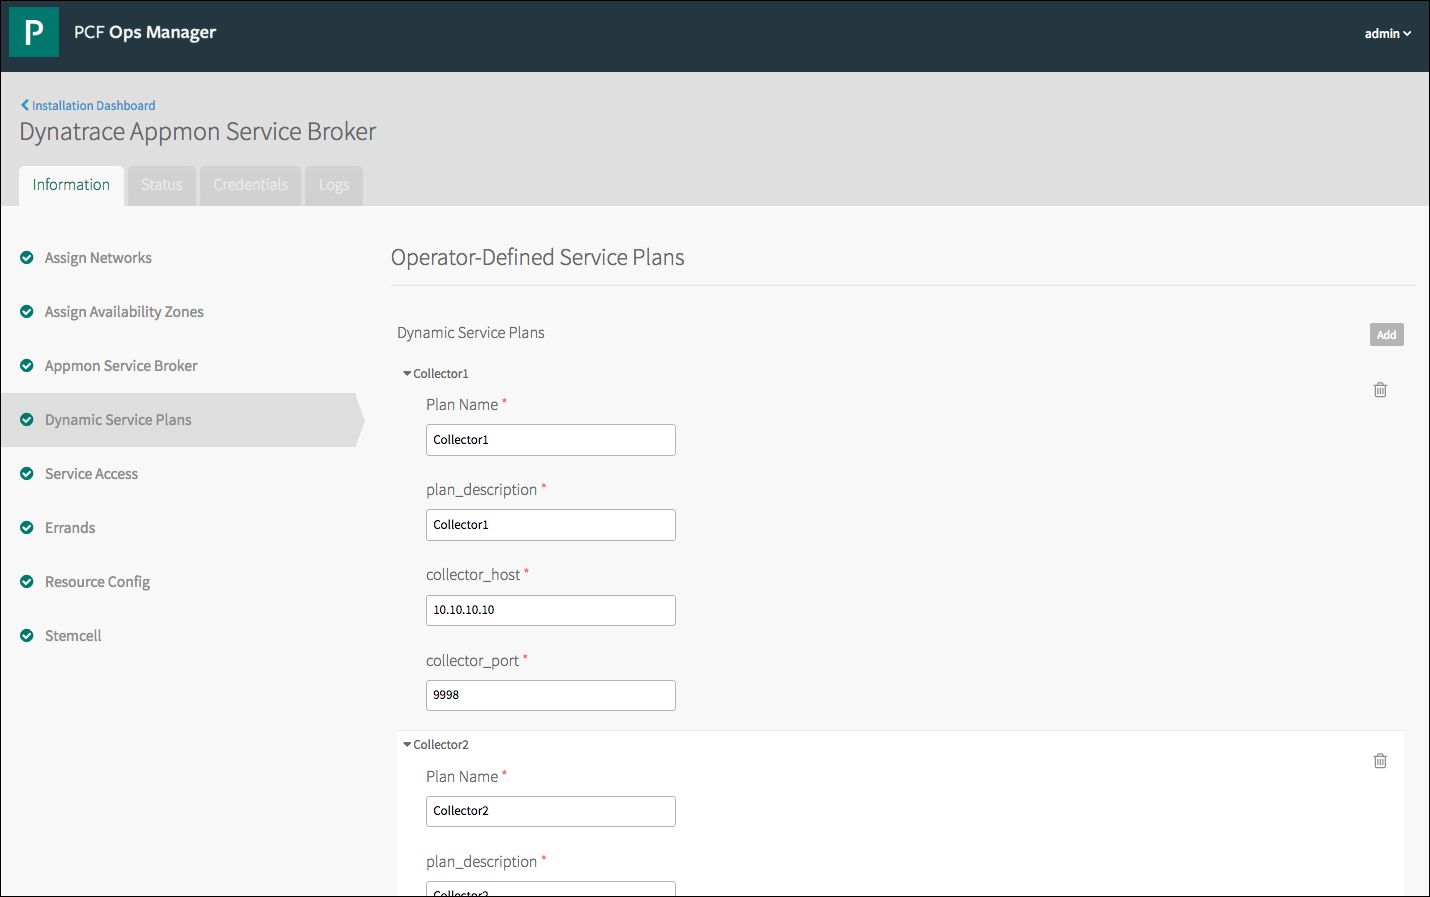 P
PCF Ops Manager
admin
Installation Dashboard
Dynatrace Appmon Service Broker
Information
Status
Credentials
Logs
Assign Networks
Assign Availability Zones
Appmon Service Broker
Dynamic Service Plans
Service Access
Errands
Resource Config
Stemcell
Operator-Defined Service Plans
Dynamic Service Plans
Add
Collector1
Plan Name *
Collector1
plan_description *
Collector1
collector_host *
10.10.10.10
collector_port *
9998
Collector2
Plan Name *
Collector2
plan_description *
Collector2